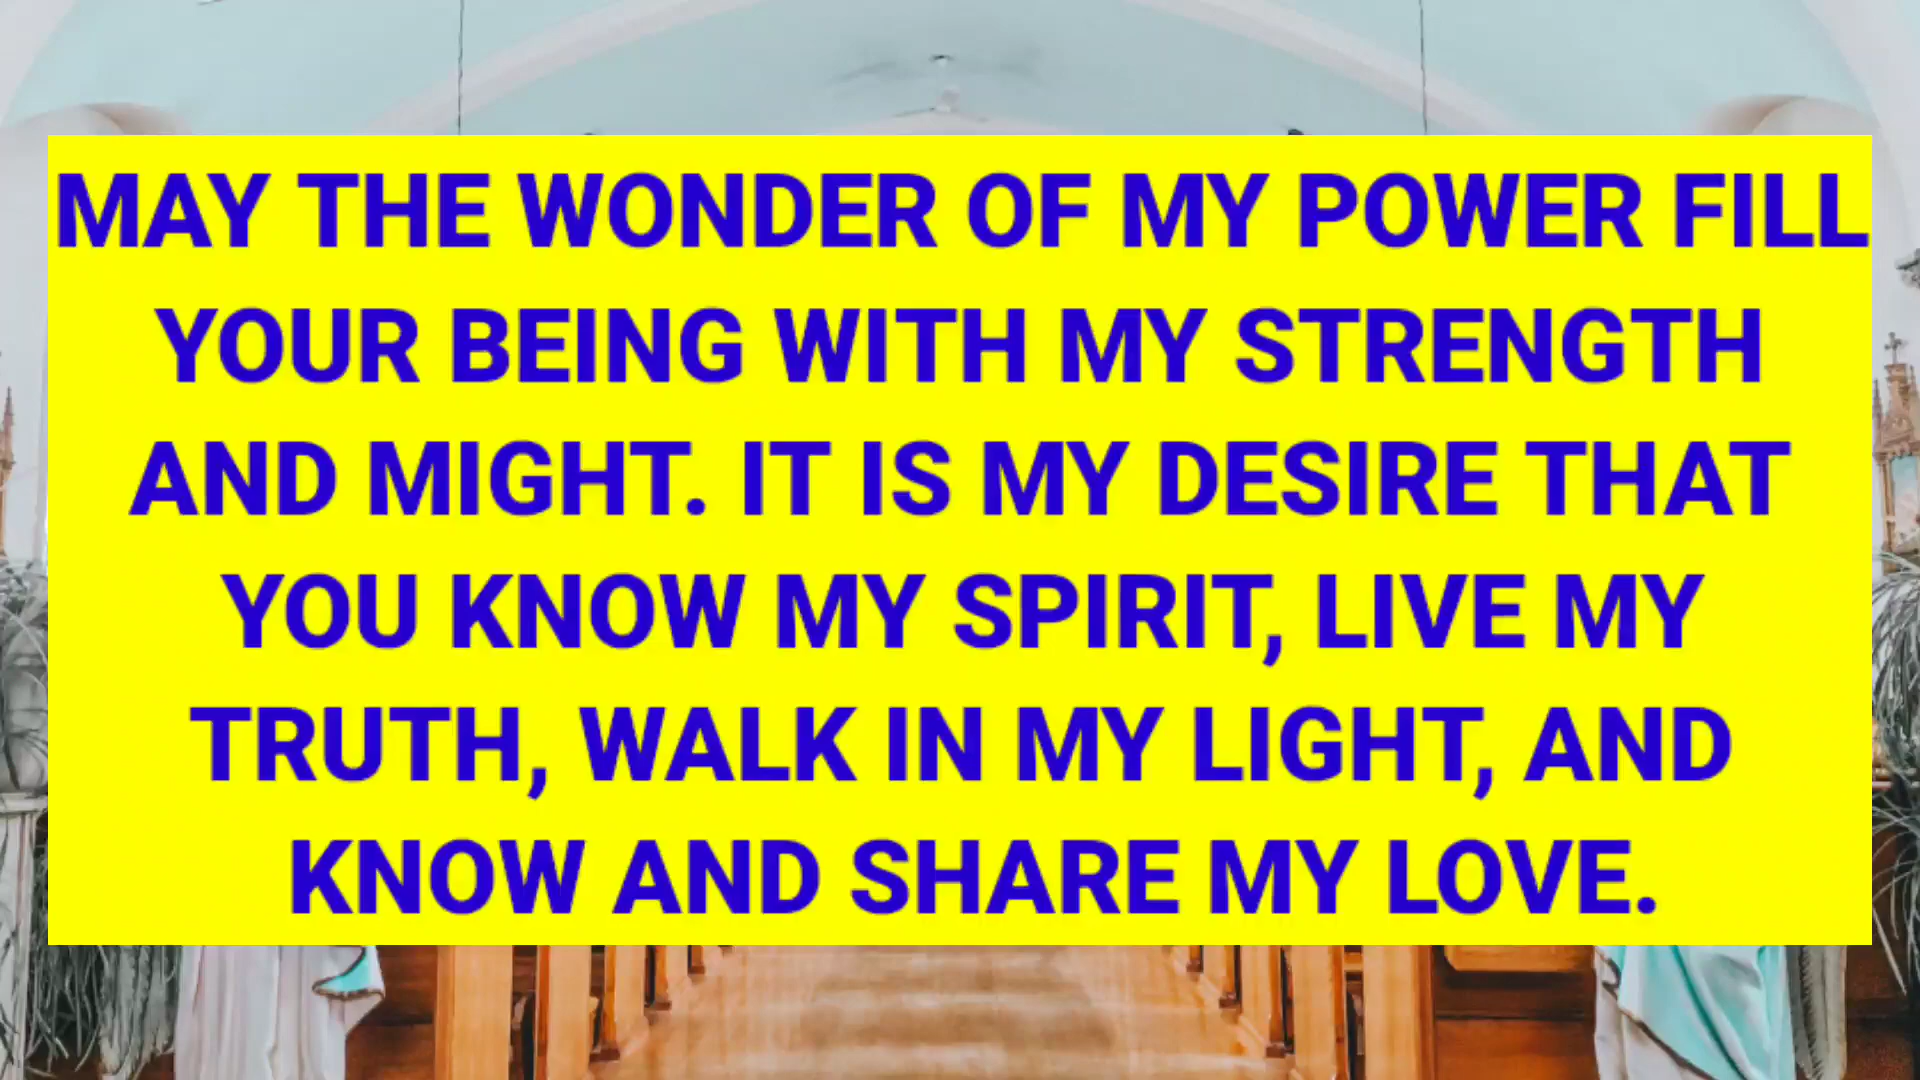 MAY THE WONDER OF MY POWER FILL
YOUR BEING WITH MY STRENGTH
AND MIGHT. IT IS MY DESIRE THAT
YOU KNOW MY SPIRIT, LIVE MY
TRUTH, WALK IN MY LIGHT, AND
KNOW AND SHARE MY LOVE.